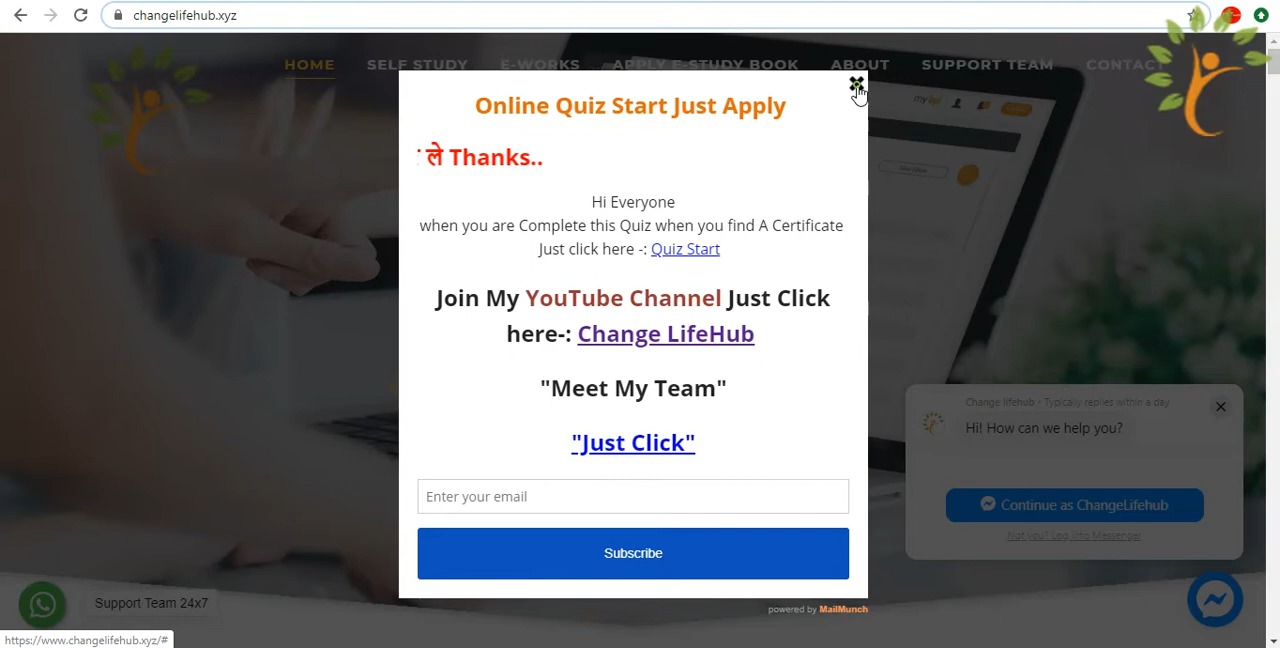 changelifehub.xyz
HOME SELF STUDY E-WORKS APPLY E-STUDY BOOK ABOUT SUPPORT TEAM CONTACT
Online Quiz Start Just Apply
ले Thanks..
Hi Everyone
when you are Complete this Quiz when you find A Certificate
Just click here -: Quiz Start
Join My YouTube Channel Just Click
here-: Change LifeHub
"Meet My Team"
"Just Click"
Enter your email
Subscribe
powered by MailMunch
Change lifehub • Typically replies within a day
Hi! How can we help you?
Continue as ChangeLifehub
Not you? Log into Messenger
Support Team 24x7
https://www.changelifehub.xyz/#